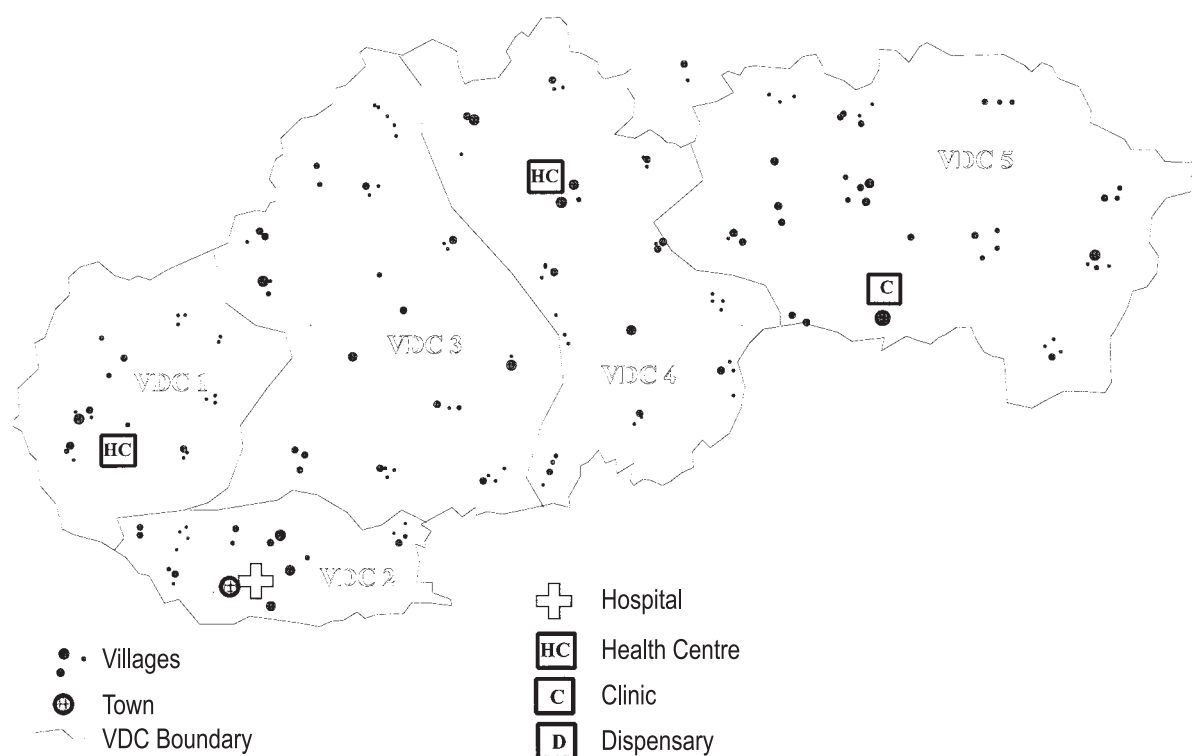 VDC 5
HC
C
VDC 3
VDC 4
VDC 1
HC
VDC 2
Hospital
HC Health Centre
Villages
C Clinic
Town
D Dispensary
VDC Boundary